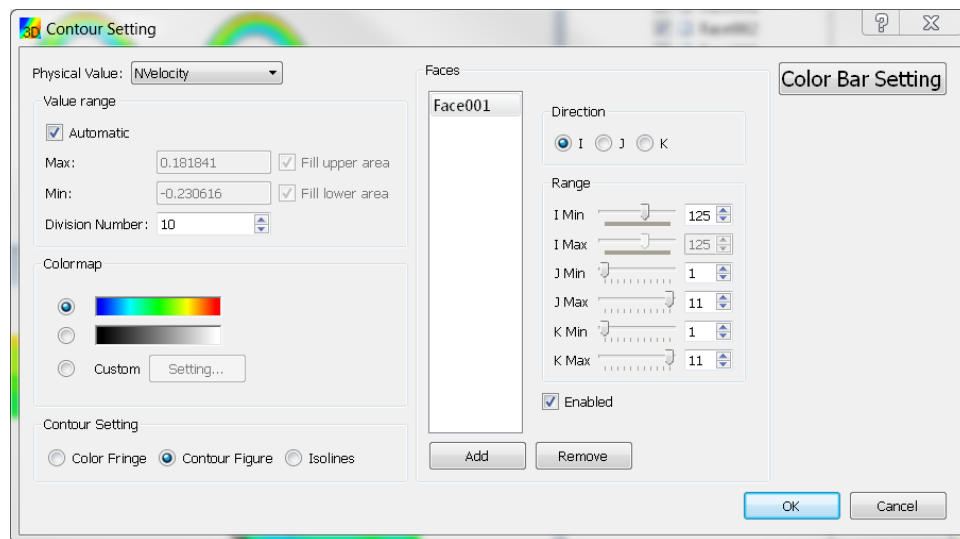 3D Contour Setting
Physical Value: NVelocity
Value range
Automatic
Max: 0.181841 Fill upper area
Min: -0.230616 Fill lower area
Division Number: 10
Colormap
Custom Setting...
Contour Setting
Color Fringe Contour Figure Isolines
Faces
Face001
Add Remove
Direction
I J K
Range
I Min 125
I Max 125
J Min 1
J Max 11
K Min 1
K Max 11
Enabled
Color Bar Setting
OK Cancel